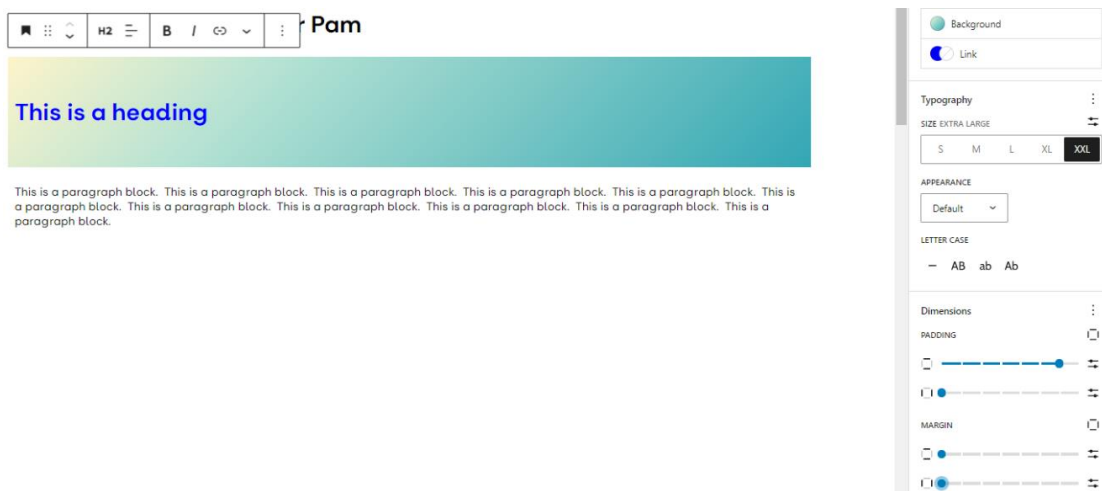 Pam
H2 B I
This is a heading
This is a paragraph block. This is a paragraph block. This is a paragraph block. This is a paragraph block. This is a paragraph block. This is
a paragraph block. This is a paragraph block. This is a paragraph block. This is a paragraph block. This is a paragraph block. This is a
paragraph block.
Background
Link
Typography
SIZE EXTRA LARGE
S M L XL XXL
APPEARANCE
Default
LETTER CASE
– AB ab Ab
Dimensions
PADDING
MARGIN